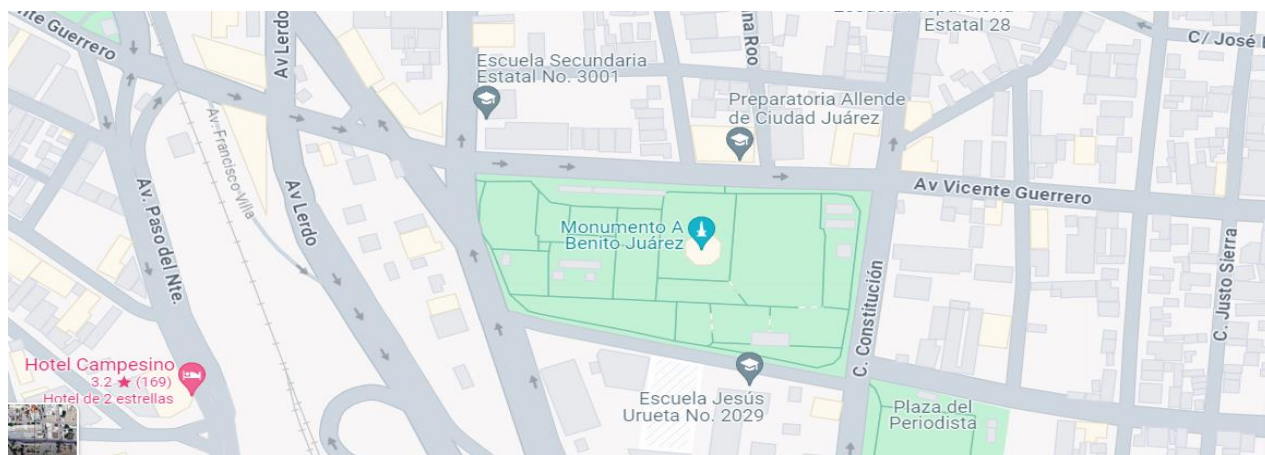 nte Guerrero
Av Lerdo
Escuela Secundaria
Estatal No. 3001
na Roo
Estatal 28
C/ José
Preparatoria Allende
de Ciudad Juárez
Av. Francisco Villa
Av. Paso del Nte.
Av Lerdo
Av Vicente Guerrero
Monumento A
Benito Juárez
C. Constitución
C. Justo Sierra
Hotel Campesino
3.2 ★ (169)
Hotel de 2 estrellas
Escuela Jesús
Urueta No. 2029
Plaza del
Periodista